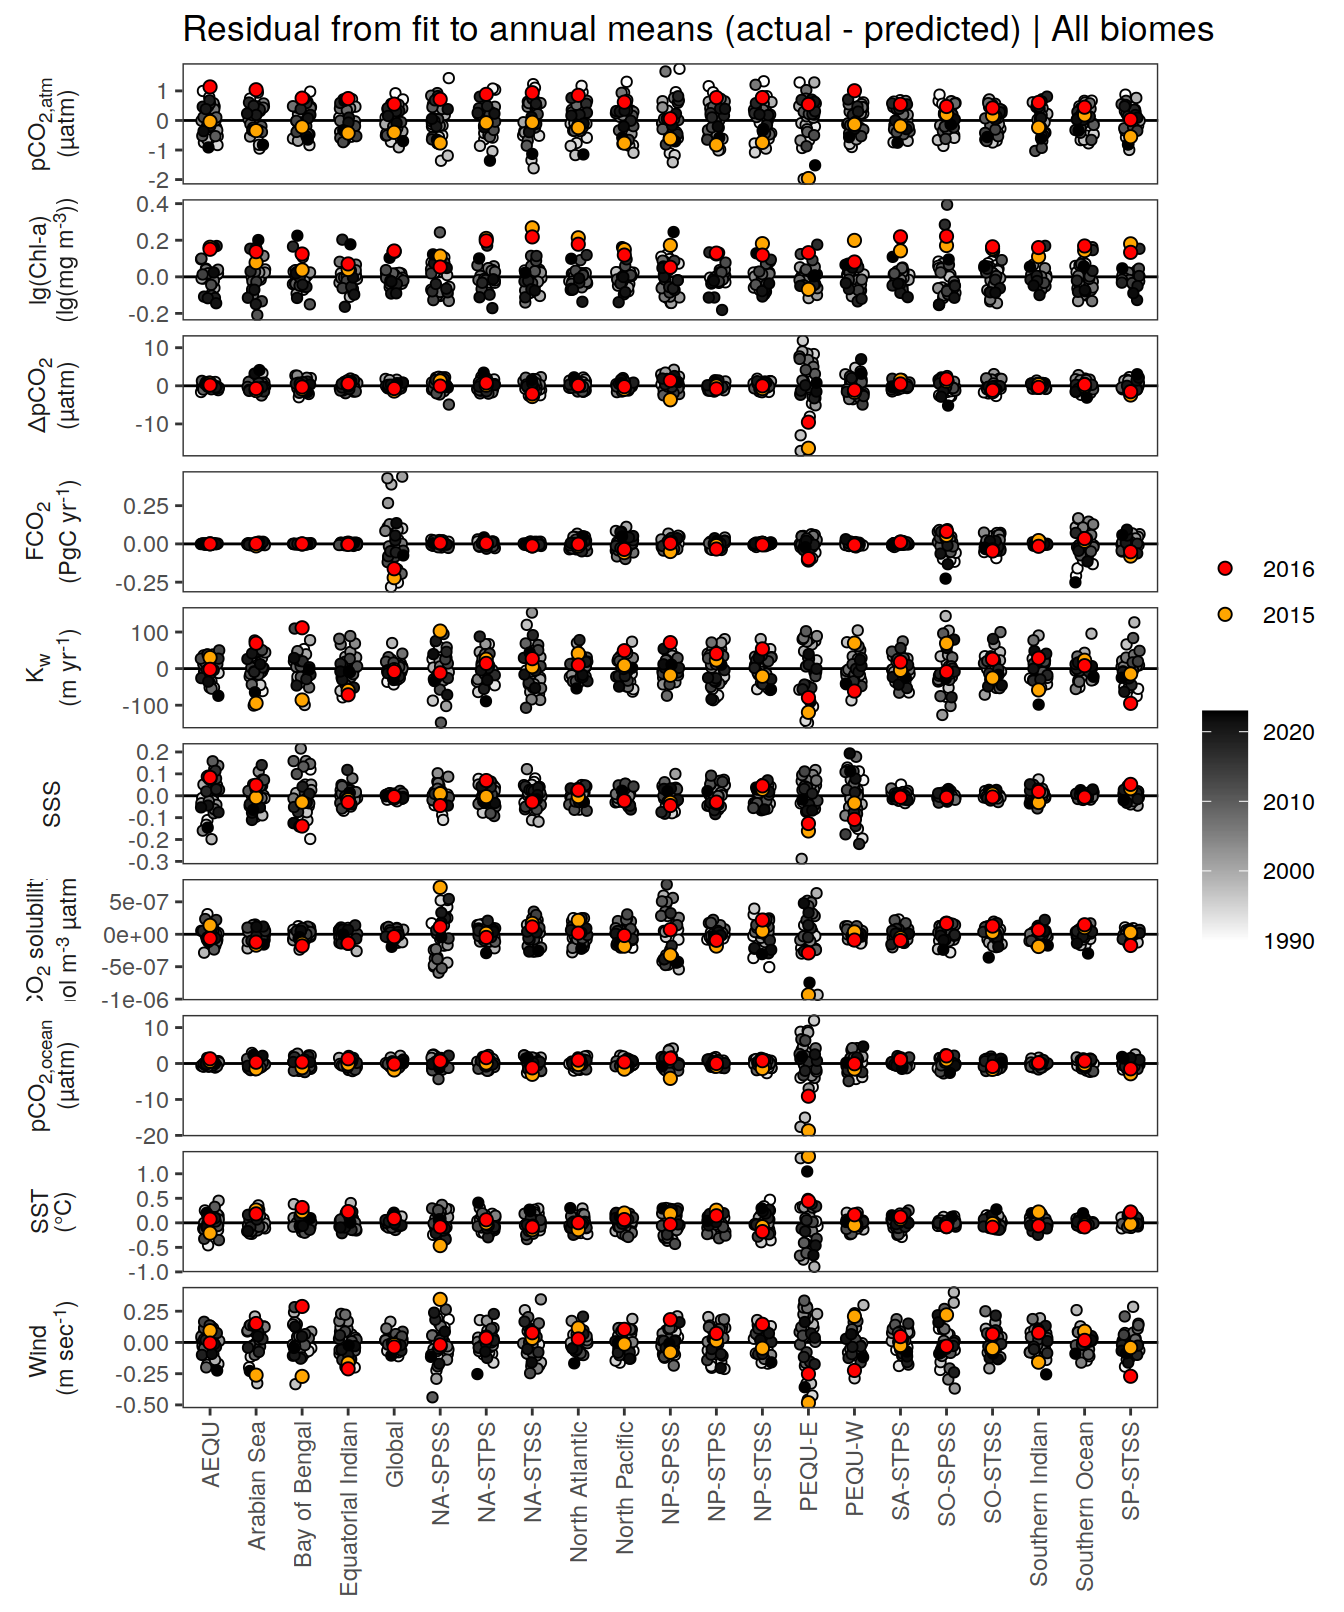 Residual from fit to annual means (actual - predicted) | All biomes
pCO2,atm
(µatm)
1
0
-1
-2
lg(Chl-a)
(lg(mg m-3))
0.4
0.2
0.0
-0.2
ΔpCO2
(µatm)
10
0
-10
FCO2
(PgC yr-1)
0.25
0.00
-0.25
Kw
(m yr-1)
100
0
-100
SSS
0.2
0.1
0.0
-0.1
-0.2
-0.3
CO2 solubility
ol m-3 µatm
5e-07
0e+00
-5e-07
-1e-06
pCO2,ocean
(µatm)
10
0
-10
-20
SST
(°C)
1.0
0.5
0.0
-0.5
-1.0
Wind
(m sec-1)
0.25
0.00
-0.25
-0.50
AEQU
Arabian Sea
Bay of Bengal
Equatorial Indian
Global
NA-SPSS
NA-STPS
NA-STSS
North Atlantic
North Pacific
NP-SPSS
NP-STPS
NP-STSS
PEQU-E
PEQU-W
SA-STPS
SO-SPSS
SO-STSS
Southern Indian
Southern Ocean
SP-STSS
2016
2015
2020
2010
2000
1990